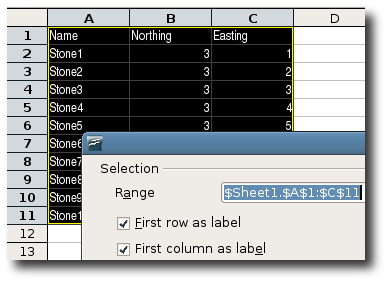 A B C D
1 Name Northing Easting
2 Stone1 3 1
3 Stone2 3 2
4 Stone3 3 3
5 Stone4 3 4
6 Stone5 3 5
7 Stone6
8 Stone7
9 Stone8
10 Stone9
11 Stone1
12
13
Selection
Range $Sheet1.$A$1:$C$11
First row as label
First column as label